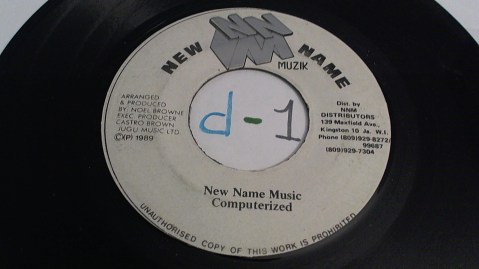 NEW NAME
NNM
MUZIK
ARRANGED
& PRODUCED
BY: NOEL BROWNIE
EXEC. PRODUCER
CASTRO BROWN
JUGU MUSIC LTD.
©(P) 1989
Dist. by
NNM
DISTRIBUTORS
139 Maxfield Ave.,
Kingston 10 Ja. W.I.
Phone (809)929-8272/
99687
(809)929-7304
d-1
New Name Music
Computerized
UNAUTHORISED COPY OF THIS WORK IS PROHIBITED